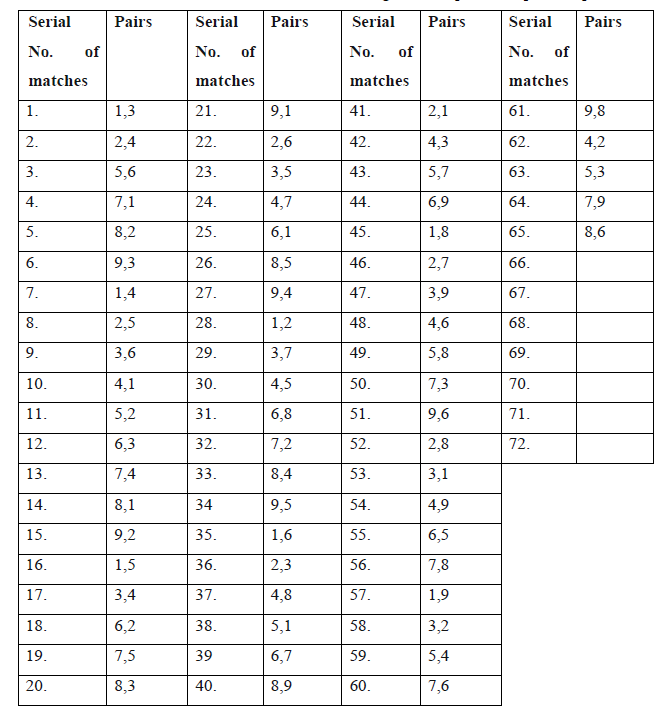 Serial Pairs Serial Pairs Serial Pairs Serial Pairs
No. of No. of No. of No. of
matches matches matches matches
1. 1,3 21. 9,1 41. 2,1 61. 9,8
2. 2,4 22. 2,6 42. 4,3 62. 4,2
3. 5,6 23. 3,5 43. 5,7 63. 5,3
4. 7,1 24. 4,7 44. 6,9 64. 7,9
5. 8,2 25. 6,1 45. 1,8 65. 8,6
6. 9,3 26. 8,5 46. 2,7 66.
7. 1,4 27. 9,4 47. 3,9 67.
8. 2,5 28. 1,2 48. 4,6 68.
9. 3,6 29. 3,7 49. 5,8 69.
10. 4,1 30. 4,5 50. 7,3 70.
11. 5,2 31. 6,8 51. 9,6 71.
12. 6,3 32. 7,2 52. 2,8 72.
13. 7,4 33. 8,4 53. 3,1
14. 8,1 34 9,5 54. 4,9
15. 9,2 35. 1,6 55. 6,5
16. 1,5 36. 2,3 56. 7,8
17. 3,4 37. 4,8 57. 1,9
18. 6,2 38. 5,1 58. 3,2
19. 7,5 39 6,7 59. 5,4
20. 8,3 40. 8,9 60. 7,6